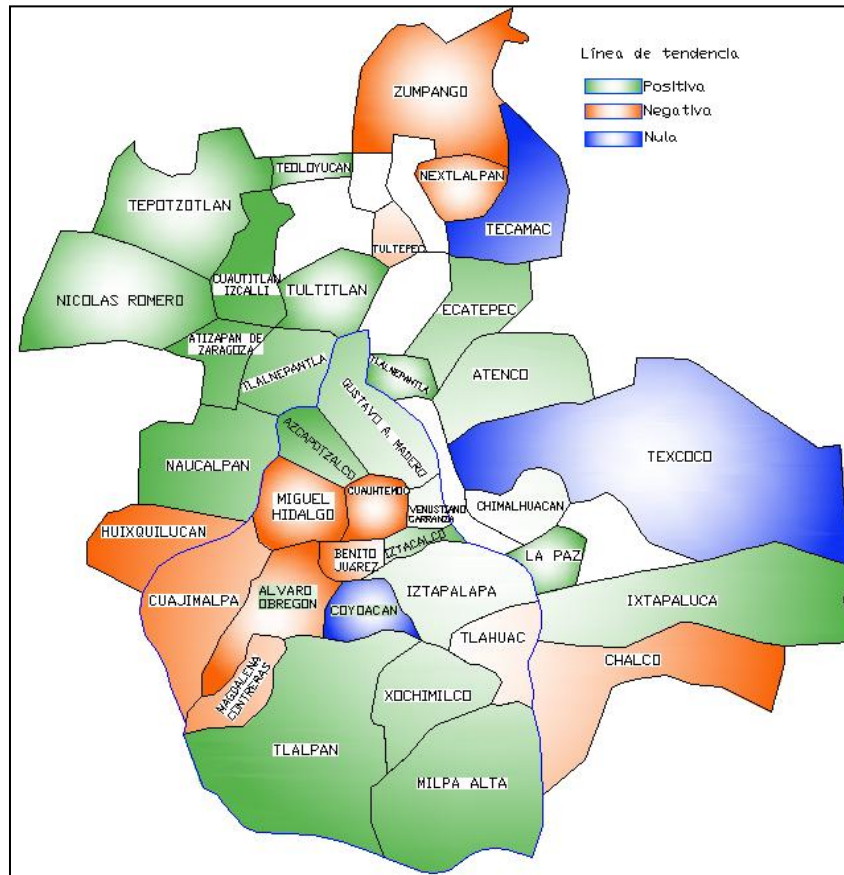 Línea de tendencia
Positiva
Negativa
Nula
ZUMPANGO
TEOLOYUCAN
NEXTLALPAN
TEPOTZOTLAN
TECAMAC
TULTEPEC
CUAUTITLAN
IZCALLI
TULTITLAN
NICOLAS ROMERO
ECATEPEC
ATIZAPAN DE
ZARAGOZA
TLALNEPANTLA
TLALNEPANTLA
ATENCO
GUSTAVO A. MADERO
AZCAPOTZALCO
NAUCALPAN
TEXCOCO
MIGUEL
HIDALGO
CUAUHTEMOC
VENUSTIANO
CARRANZA
CHIMALHUACAN
HUIXQUILUCAN
BENITO
JUÁREZ
IZTACALCO
LA PAZ
CUAJIMALPA
ALVARO
OBREGON
COYOACAN
IZTAPALAPA
IXTAPALUCA
TLAHUAC
CHALCO
MAGDALENA
CONTRERAS
XOCHIMILCO
TLALPAN
MILPA ALTA